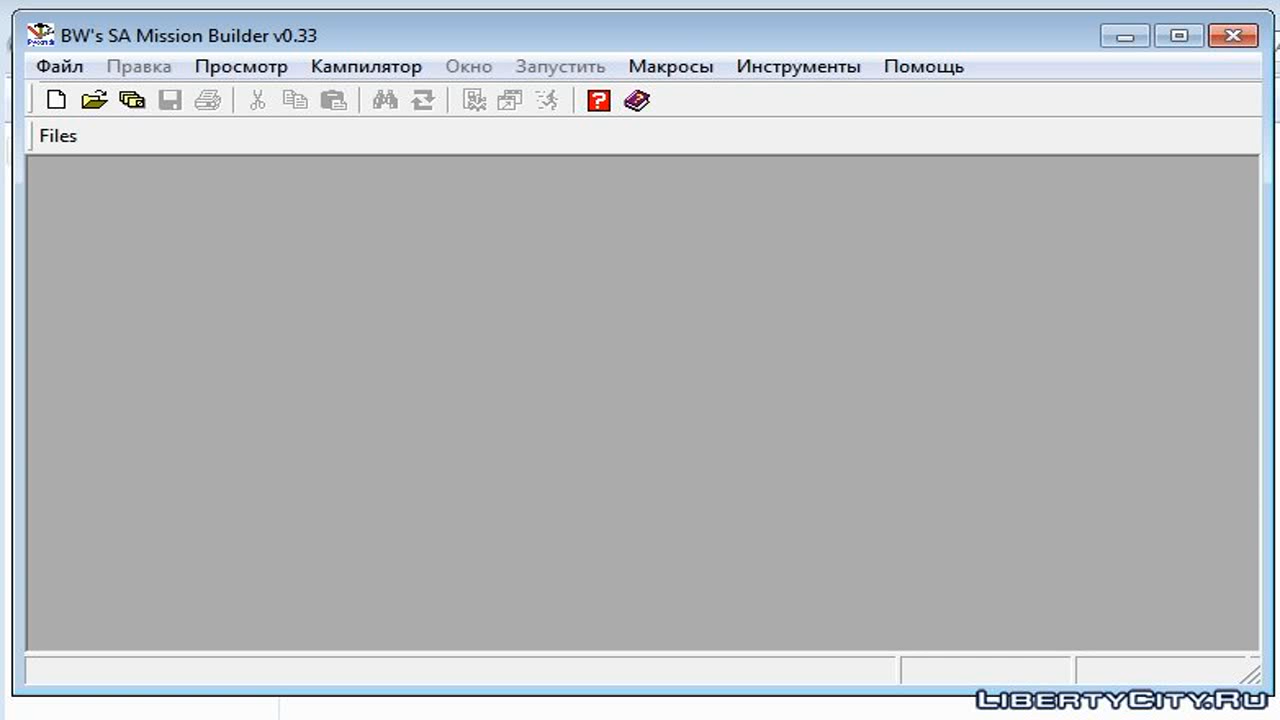 BW's SA Mission Builder v0.33
Файл Правка Просмотр Кампилятор Окно Запустить Макросы Инструменты Помощь
Files
LibertyCity.Ru